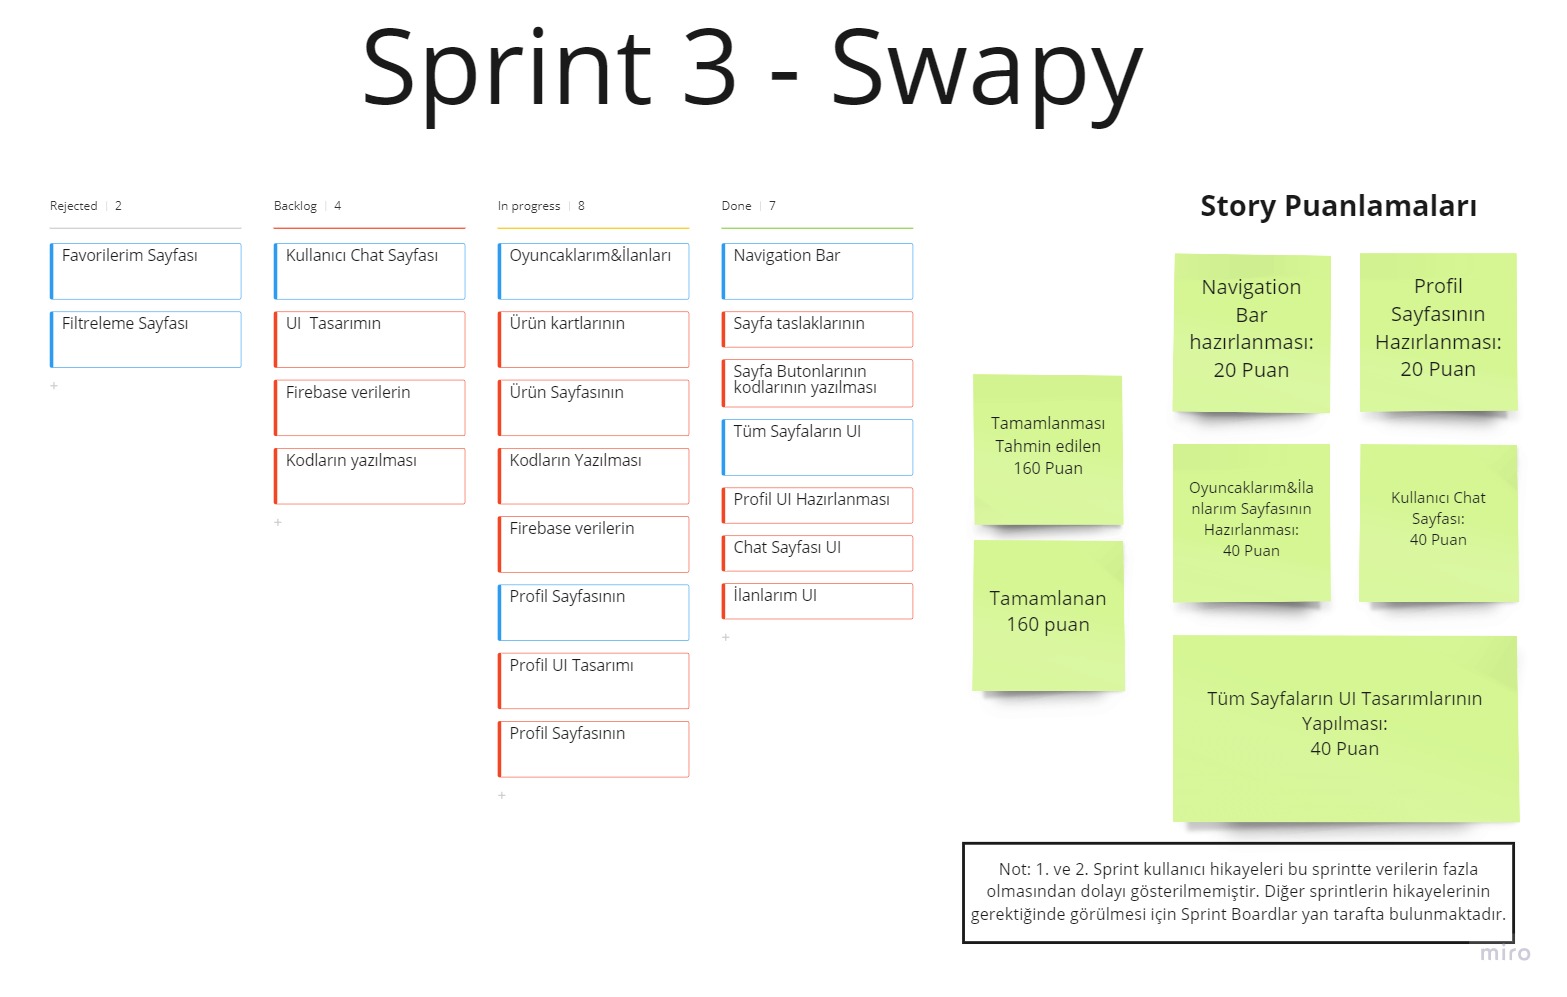 Sprint 3 - Swapy
Rejected | 2
Favorilerim Sayfası
Filtreleme Sayfası
+
Backlog | 4
Kullanıcı Chat Sayfası
UI  Tasarımın
Firebase verilerin
Kodların yazılması
+
In progress | 8
Oyuncaklarım&İlanları
Ürün kartlarının
Ürün Sayfasının
Kodların Yazılması
Firebase verilerin
Profil Sayfasının
Profil UI Tasarımı
Profil Sayfasının
+
Done | 7
Navigation Bar
Sayfa taslaklarının
Sayfa Butonlarının
kodlarının yazılması
Tüm Sayfaların UI
Profil UI Hazırlanması
Chat Sayfası UI
İlanlarım UI
+
Tamamlanması
Tahmin edilen
160 Puan
Tamamlanan
160 puan
Story Puanlamaları
Navigation
Bar
hazırlanması:
20 Puan
Profil
Sayfasının
Hazırlanması:
20 Puan
Oyuncaklarım&İla
nlarım Sayfasının
Hazırlanması:
40 Puan
Kullanıcı Chat
Sayfası:
40 Puan
Tüm Sayfaların UI Tasarımlarının
Yapılması:
40 Puan
Not: 1. ve 2. Sprint kullanıcı hikayeleri bu sprintte verilerin fazla
olmasından dolayı gösterilmemiştir. Diğer sprintlerin hikayelerinin
gerektiğinde görülmesi için Sprint Boardlar yan tarafta bulunmaktadır.
miro